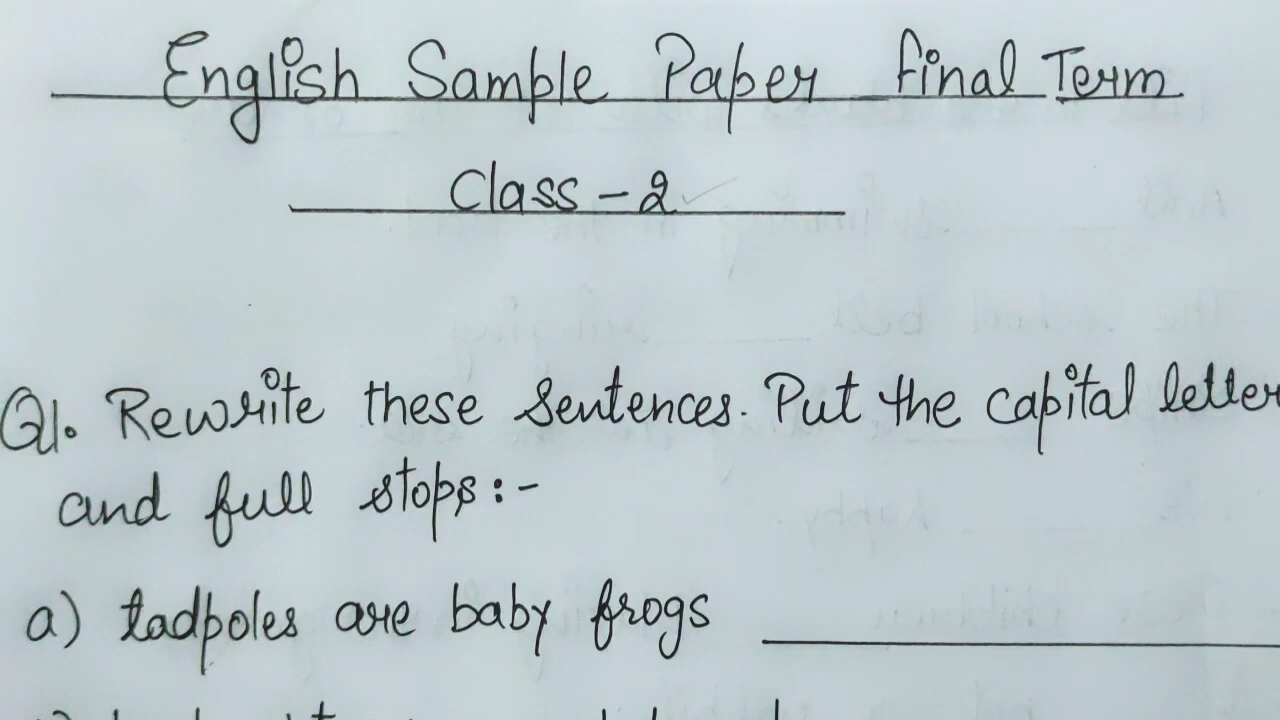 English Sample Paper Final Term
Class - 2
Q1. Rewrite these sentences. Put the capital letter
and full stops :-
a) tadpoles are baby frogs